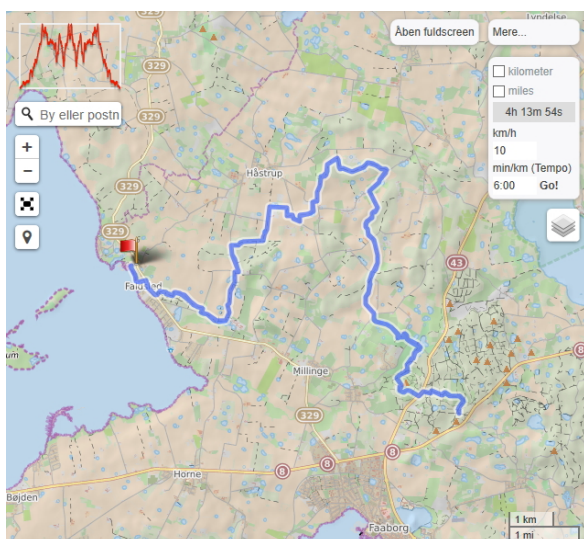 Lyndelse
Åben fuldscreen
Mere...
329
By eller postn
kilometer
miles
4h 13m 54s
km/h
10
min/km (Tempo)
6:00 Go!
+
−
329
Håstrup
329
43
8
Millinge
329
8
8
Horne
Bøjden
Faaborg
1 km
1 mi